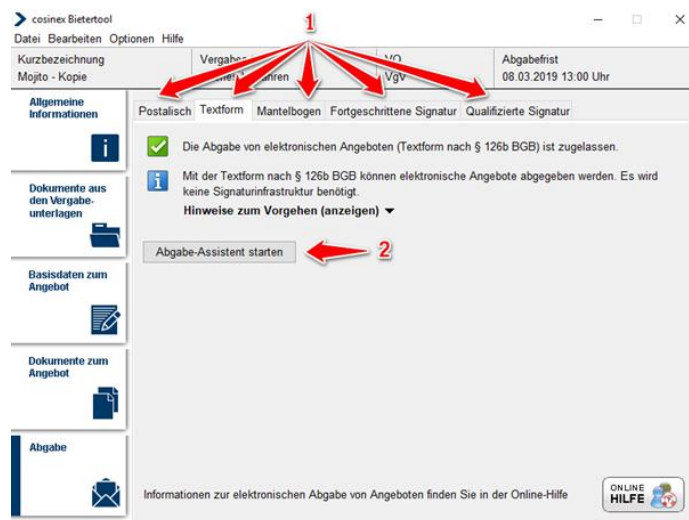 cosinex Bietertool
Datei Bearbeiten Optionen Hilfe
Kurzbezeichnung
Mojito - Kopie
VO
VgV
Abgabefrist
08.03.2019 13:00 Uhr
1
Allgemeine
Informationen
Dokumente aus
den Vergabe-
unterlagen
Basisdaten zum
Angebot
Dokumente zum
Angebot
Abgabe
Postalisch Textform Mantelbogen Fortgeschrittene Signatur Qualifizierte Signatur
Die Abgabe von elektronischen Angeboten (Textform nach § 126b BGB) ist zugelassen.
Mit der Textform nach § 126b BGB können elektronische Angebote abgegeben werden. Es wird
keine Signaturinfrastruktur benötigt.
Hinweise zum Vorgehen (anzeigen)
Abgabe-Assistent starten
2
Informationen zur elektronischen Abgabe von Angeboten finden Sie in der Online-Hilfe
ONLINE
HILFE